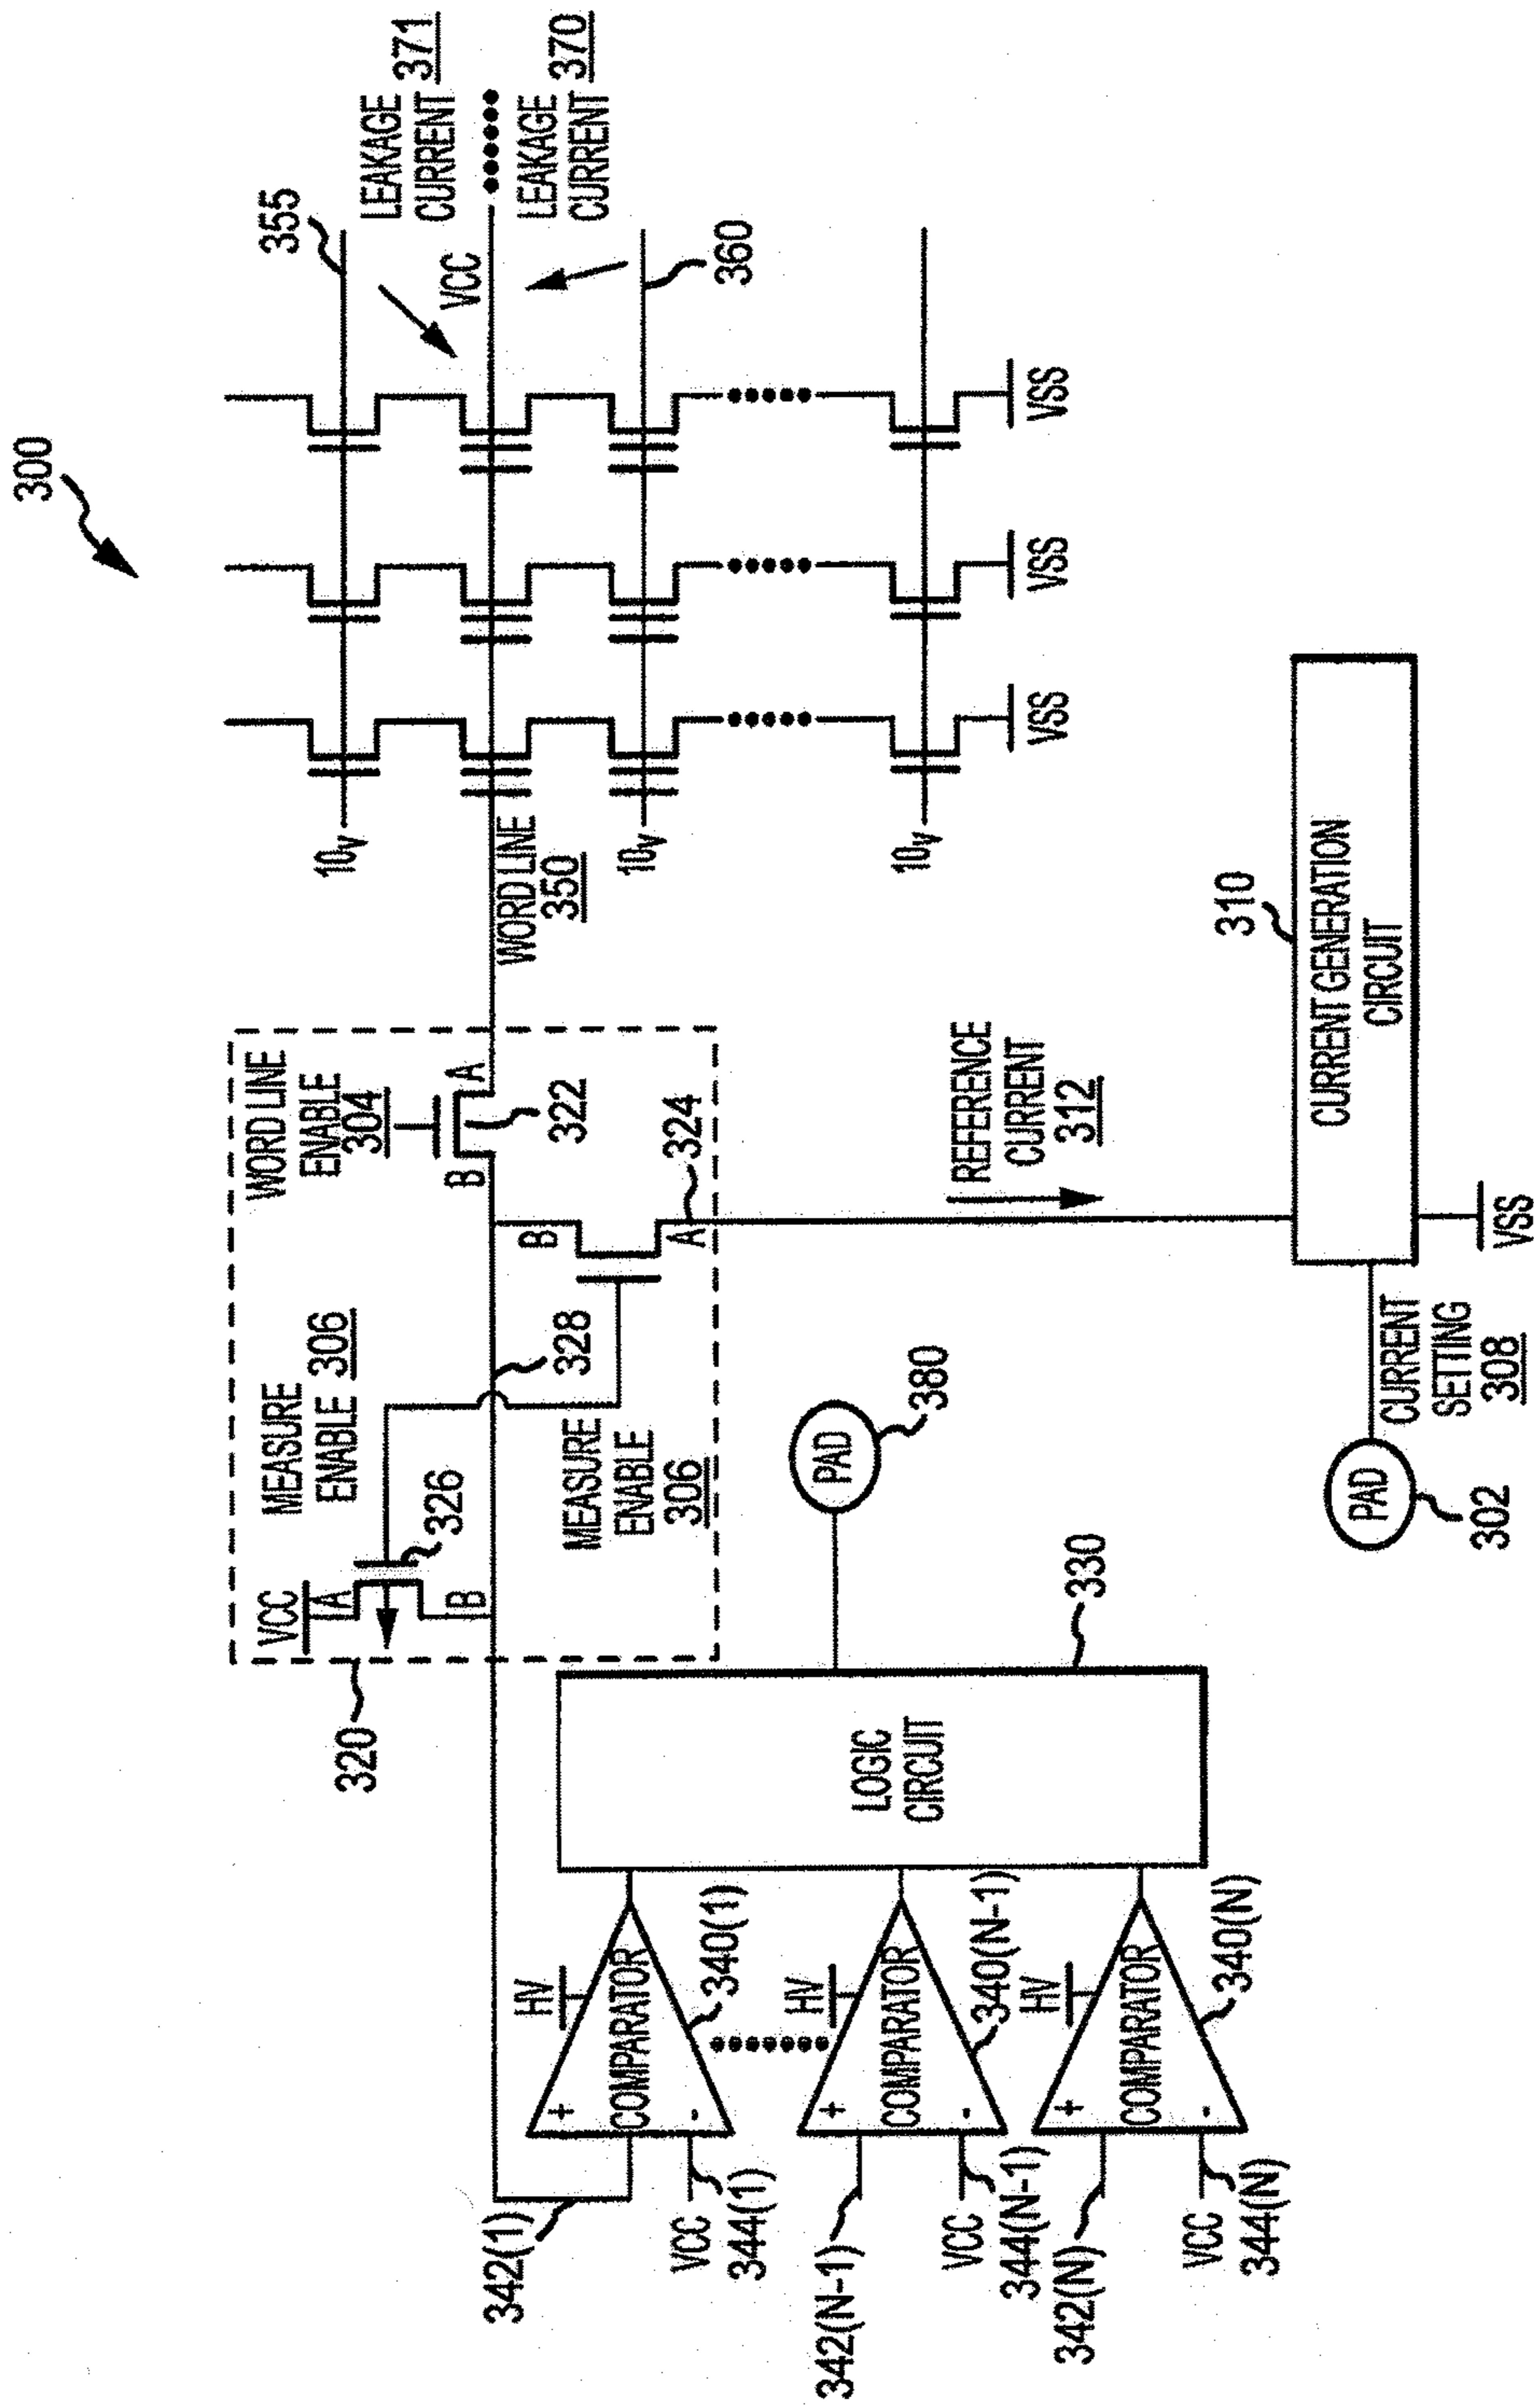 300
355
LEAKAGE
CURRENT 371
VCC
LEAKAGE
CURRENT 370
360
10V
WORD LINE
350
10V
10V
VSS
VSS
VSS
WORD LINE
ENABLE
304
A
B
322
324
B
A
328
MEASURE
ENABLE 306
326
VCC
A
B
MEASURE
ENABLE
306
320
REFERENCE
CURRENT
312
310
CURRENT GENERATION
CIRCUIT
VSS
CURRENT
SETTING
308
PAD
302
PAD
380
330
LOGIC
CIRCUIT
HV
+
COMPARATOR
-
340(1)
342(1)
VCC
344(1)
HV
+
COMPARATOR
-
340(N-1)
342(N-1)
VCC
344(N-1)
HV
+
COMPARATOR
-
340(N)
342(N)
VCC
344(N)